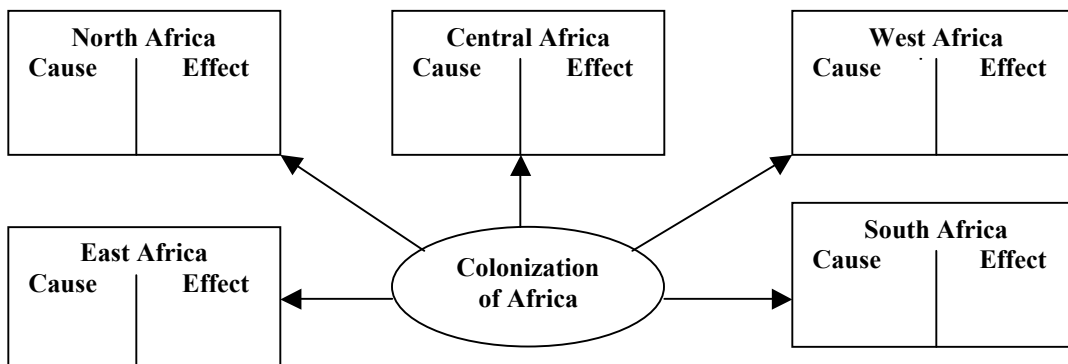 North Africa
Cause Effect
Central Africa
Cause Effect
West Africa
Cause Effect
East Africa
Cause Effect
Colonization
of Africa
South Africa
Cause Effect